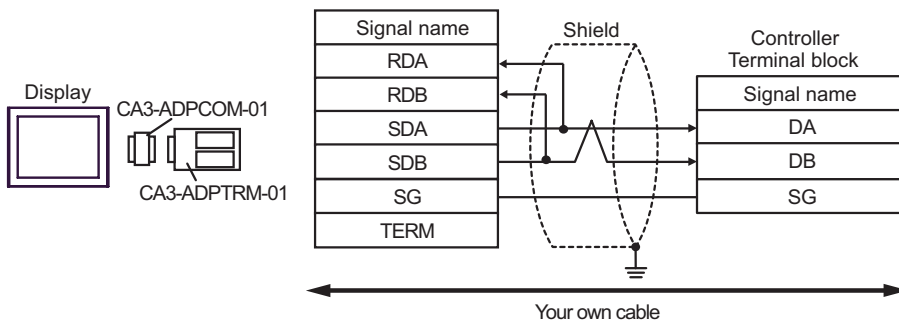 Display
CA3-ADPCOM-01
CA3-ADPTRM-01
Signal name
RDA
RDB
SDA
SDB
SG
TERM
Shield
Controller
Terminal block
Signal name
DA
DB
SG
Your own cable